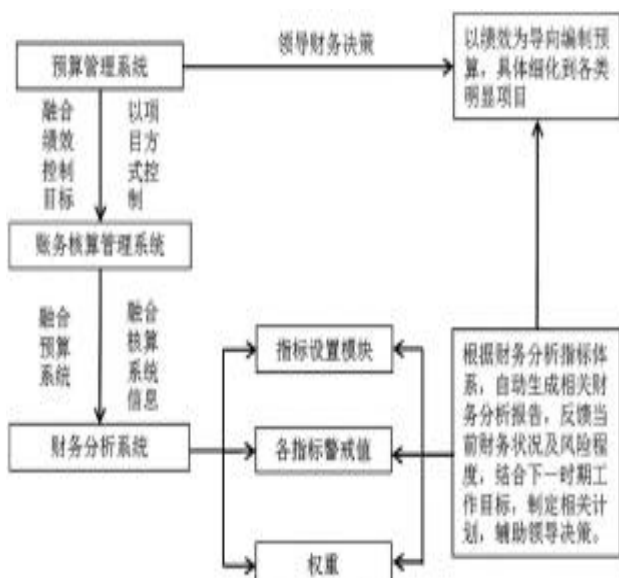 预算管理系统
领导财务决策
以绩效为导向编制预
算，具体细化到各类
明显项目
融合
绩效
控制
目标
以项
目方
式控
制
账务核算管理系统
融合
预算
系统
融合
核算
系统
信息
财务分析系统
指标设置模块
各指标警戒值
权重
根据财务分析指标体
系，自动生成相关财
务分析报告，反馈当
前财务状况及风险程
度，结合下一时期工
作目标，制定相关计
划，辅助领导决策。